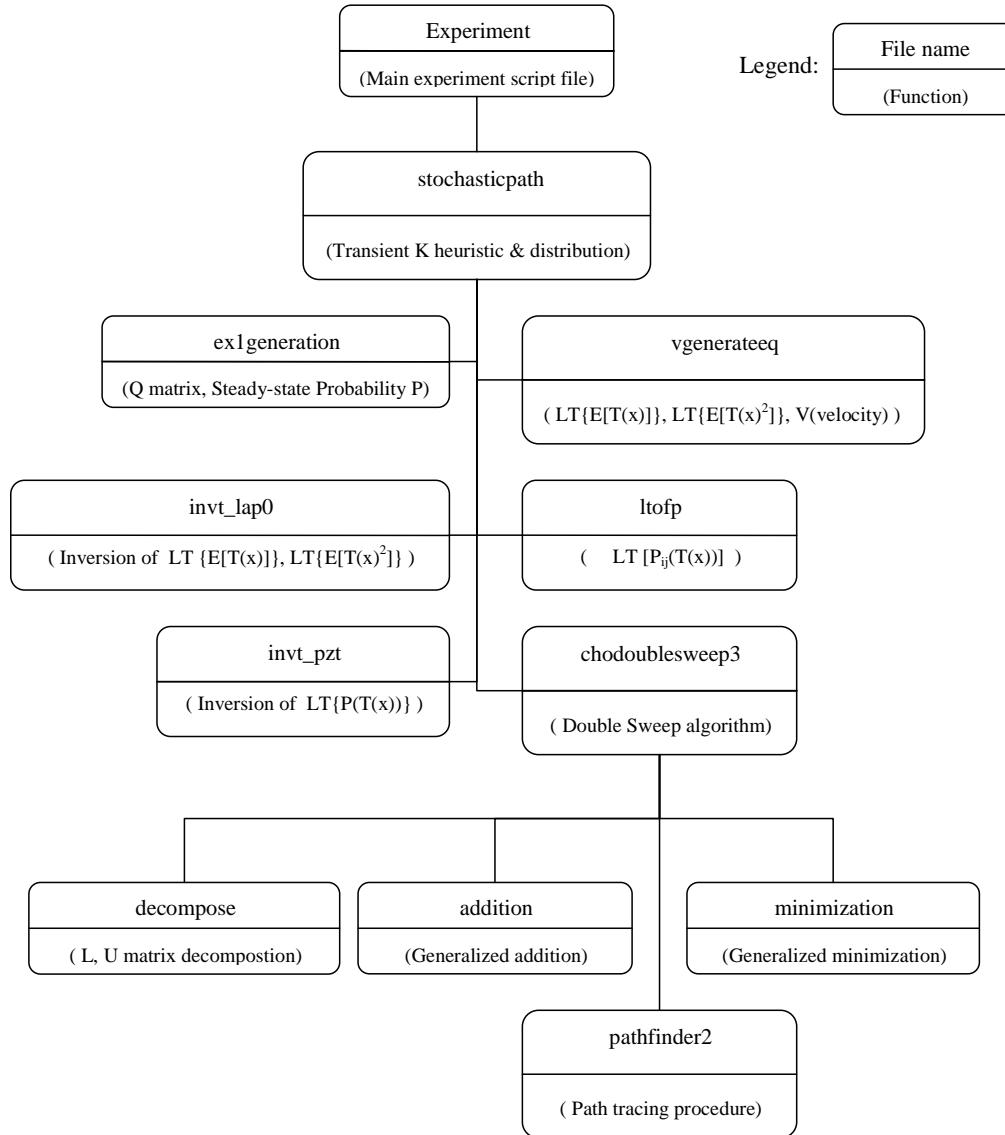 Experiment
(Main experiment script file)
Legend:
File name
(Function)
stochasticpath
(Transient K heuristic & distribution)
ex1generation
(Q matrix, Steady-state Probability P)
vgenerateeq
( LT{E[T(x)]}, LT{E[T(x)²]}, V(velocity) )
invt_lap0
( Inversion of LT {E[T(x)]}, LT{E[T(x)²]} )
ltofp
( LT [Pᵢⱼ(T(x))] )
invt_pzt
( Inversion of LT{P(T(x))} )
chodoublesweep3
( Double Sweep algorithm)
decompose
( L, U matrix decompostion)
addition
(Generalized addition)
minimization
(Generalized minimization)
pathfinder2
( Path tracing procedure)